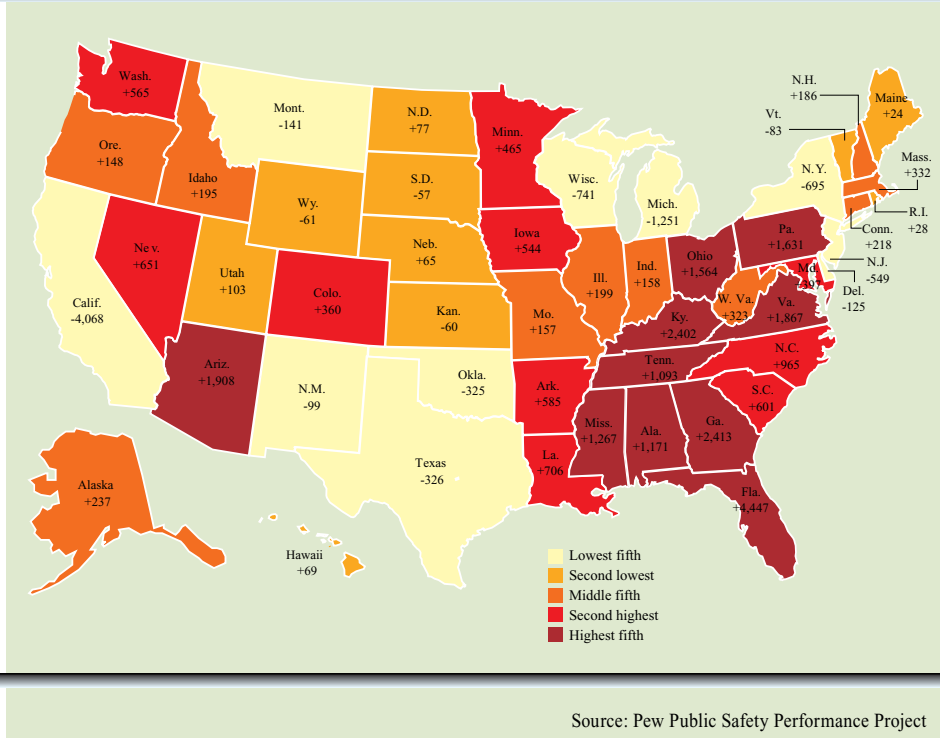 Wash.
+565
Ore.
+148
Idaho
+195
Mont.
-141
N.D.
+77
S.D.
-57
Wy.
-61
Neb.
+65
Nev.
+651
Utah
+103
Colo.
+360
Kan.
-60
Calif.
-4,068
Ariz.
+1,908
N.M.
-99
Okla.
-325
Texas
-326
Minn.
+465
Iowa
+544
Mo.
+157
Ark.
+585
La.
+706
Wisc.
-741
Mich.
-1,251
Ill.
+199
Ind.
+158
Ohio
+1,564
Ky.
+2,402
Tenn.
+1,093
Miss.
+1,267
Ala.
+1,171
Ga.
+2,413
Fla.
+4,447
S.C.
+601
N.C.
+965
Va.
+1,867
W. Va.
+323
Md.
+397
Pa.
+1,631
N.Y.
-695
Vt.
-83
N.H.
+186
Maine
+24
Mass.
+332
R.I.
+28
Conn.
+218
N.J.
-549
Del.
-125
Alaska
+237
Hawaii
+69
Lowest fifth
Second lowest
Middle fifth
Second highest
Highest fifth
Source: Pew Public Safety Performance Project